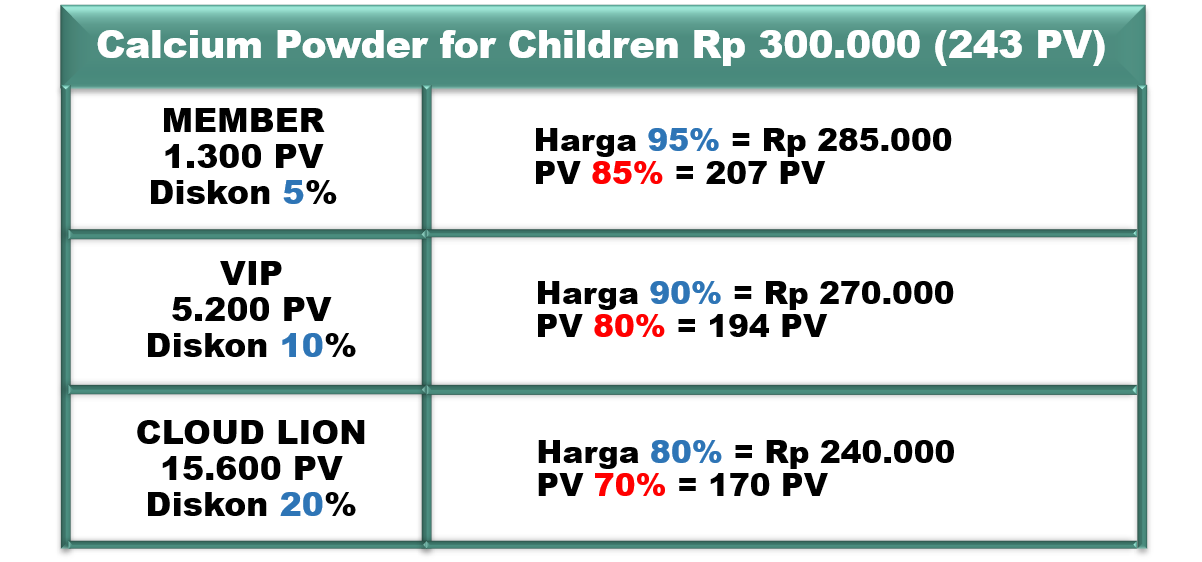 Calcium Powder for Children Rp 300.000 (243 PV)
MEMBER
1.300 PV
Diskon 5%
Harga 95% = Rp 285.000
PV 85% = 207 PV
VIP
5.200 PV
Diskon 10%
Harga 90% = Rp 270.000
PV 80% = 194 PV
CLOUD LION
15.600 PV
Diskon 20%
Harga 80% = Rp 240.000
PV 70% = 170 PV